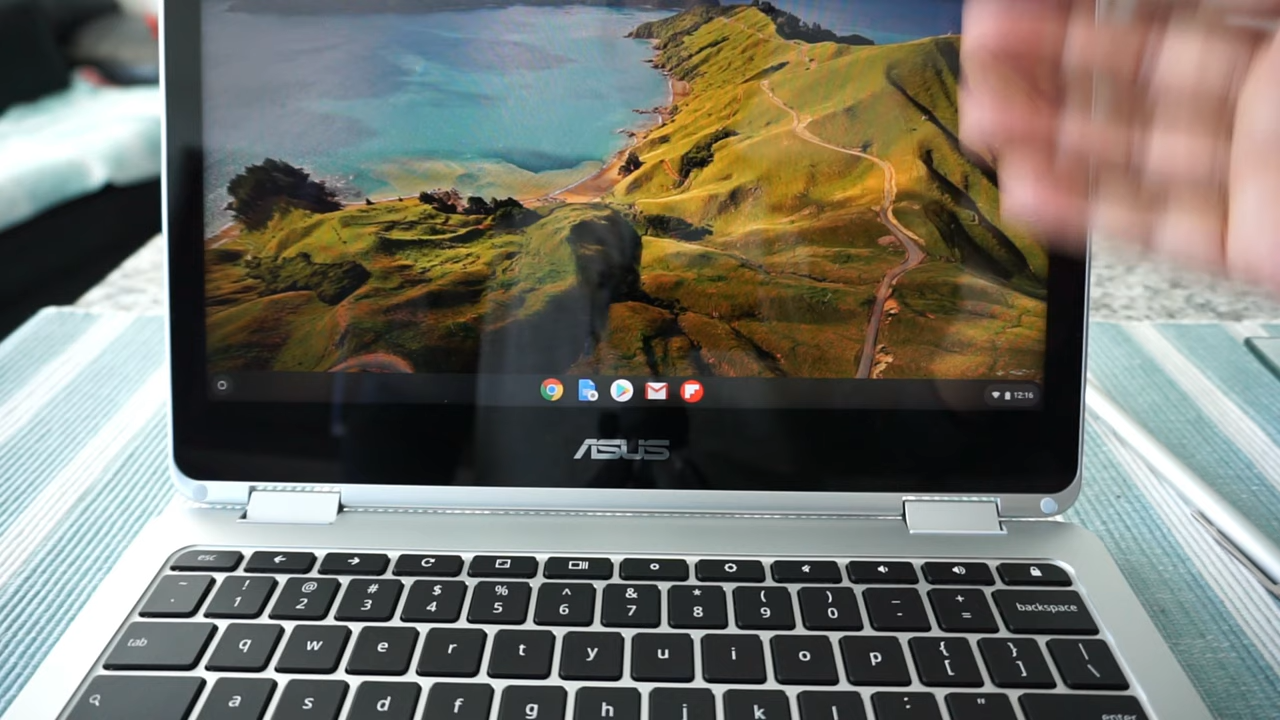 12:16
ASUS
esc
~ ! @ # $ % ^ & * ( ) _ +
1 2 3 4 5 6 7 8 9 0 - = backspace
tab q w e r t y u i o p { [ } ] | \
a s d f g h j k l : " enter